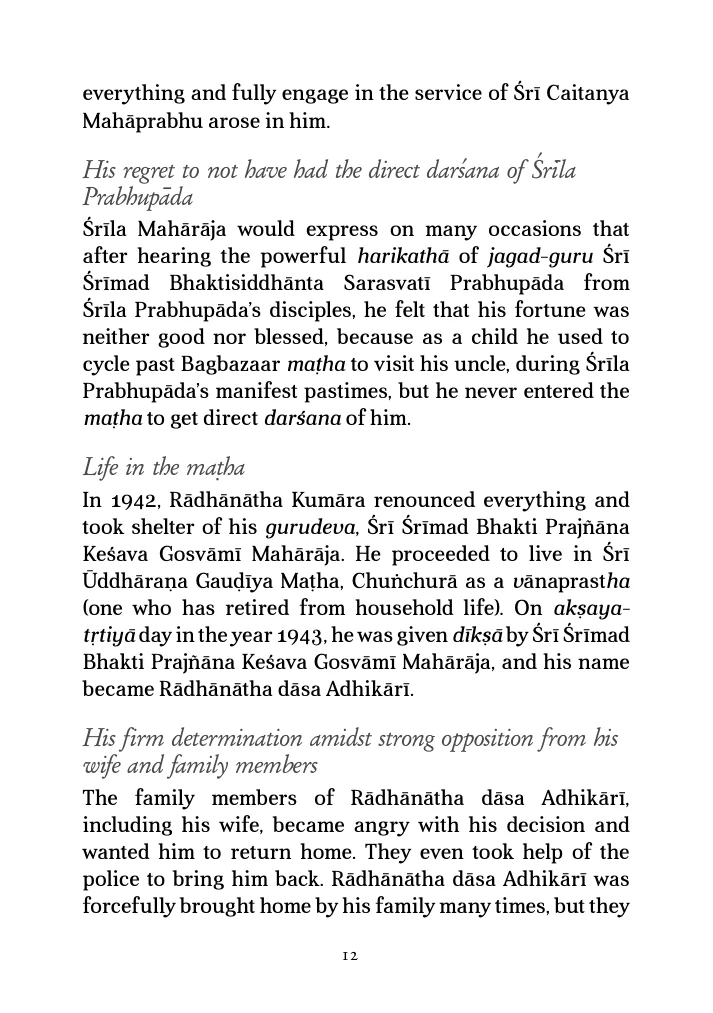 everything and fully engage in the service of Śrī Caitanya
Mahāprabhu arose in him.
His regret to not have had the direct darśana of Śrīla
Prabhupāda
Śrīla Mahārāja would express on many occasions that
after hearing the powerful harikathā of jagad-guru Śrī
Śrīmad Bhaktisiddhānta Sarasvatī Prabhupāda from
Śrīla Prabhupāda’s disciples, he felt that his fortune was
neither good nor blessed, because as a child he used to
cycle past Bagbazaar maṭha to visit his uncle, during Śrīla
Prabhupāda’s manifest pastimes, but he never entered the
maṭha to get direct darśana of him.
Life in the maṭha
In 1942, Rādhānātha Kumāra renounced everything and
took shelter of his gurudeva, Śrī Śrīmad Bhakti Prajñāna
Keśava Gosvāmī Mahārāja. He proceeded to live in Śrī
Ūddhāraṇa Gauḍīya Maṭha, Chuṅchurā as a vānaprastha
(one who has retired from household life). On akṣaya-
tṛtiyā day in the year 1943, he was given dīkṣā by Śrī Śrīmad
Bhakti Prajñāna Keśava Gosvāmī Mahārāja, and his name
became Rādhānātha dāsa Adhikārī.
His firm determination amidst strong opposition from his
wife and family members
The family members of Rādhānātha dāsa Adhikārī,
including his wife, became angry with his decision and
wanted him to return home. They even took help of the
police to bring him back. Rādhānātha dāsa Adhikārī was
forcefully brought home by his family many times, but they
12